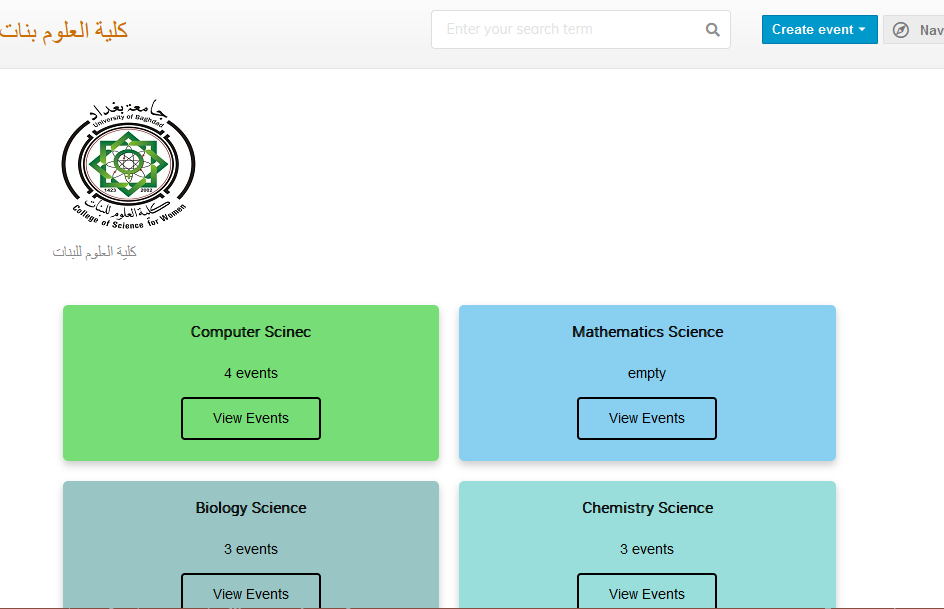 كلية العلوم بنات
Enter your search term
Create event
Nav
جامعة بغداد
University of Baghdad
1423 2002
كلية العلوم للبنات
College of Science for Women
كلية العلوم للبنات
Computer Scinec
Mathematics Science
4 events
empty
View Events
View Events
Biology Science
Chemistry Science
3 events
3 events
View Events
View Events